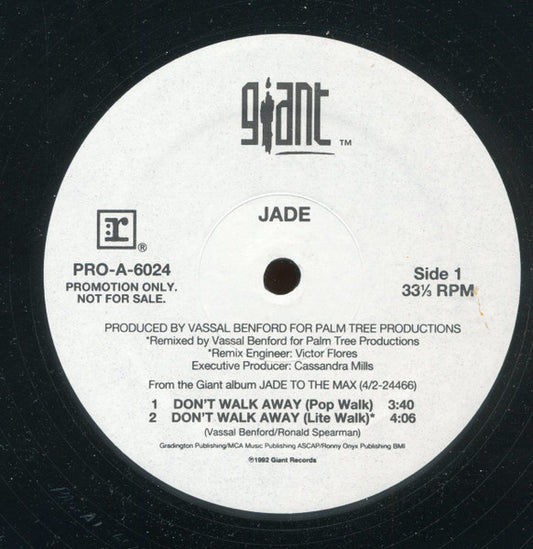 giant ™
JADE
r ®
PRO-A-6024
PROMOTION ONLY.
NOT FOR SALE.
Side 1
33⅓ RPM
PRODUCED BY VASSAL BENFORD FOR PALM TREE PRODUCTIONS
*Remixed by Vassal Benford for Palm Tree Productions
*Remix Engineer: Victor Flores
Executive Producer: Cassandra Mills
From the Giant album JADE TO THE MAX (4/2-24466)
1 DON'T WALK AWAY (Pop Walk) 3:40
2 DON'T WALK AWAY (Lite Walk)* 4:06
(Vassal Benford/Ronald Spearman)
Gradington Publishing/MCA Music Publishing ASCAP/Ronny Onyx Publishing BMI
℗1992 Giant Records